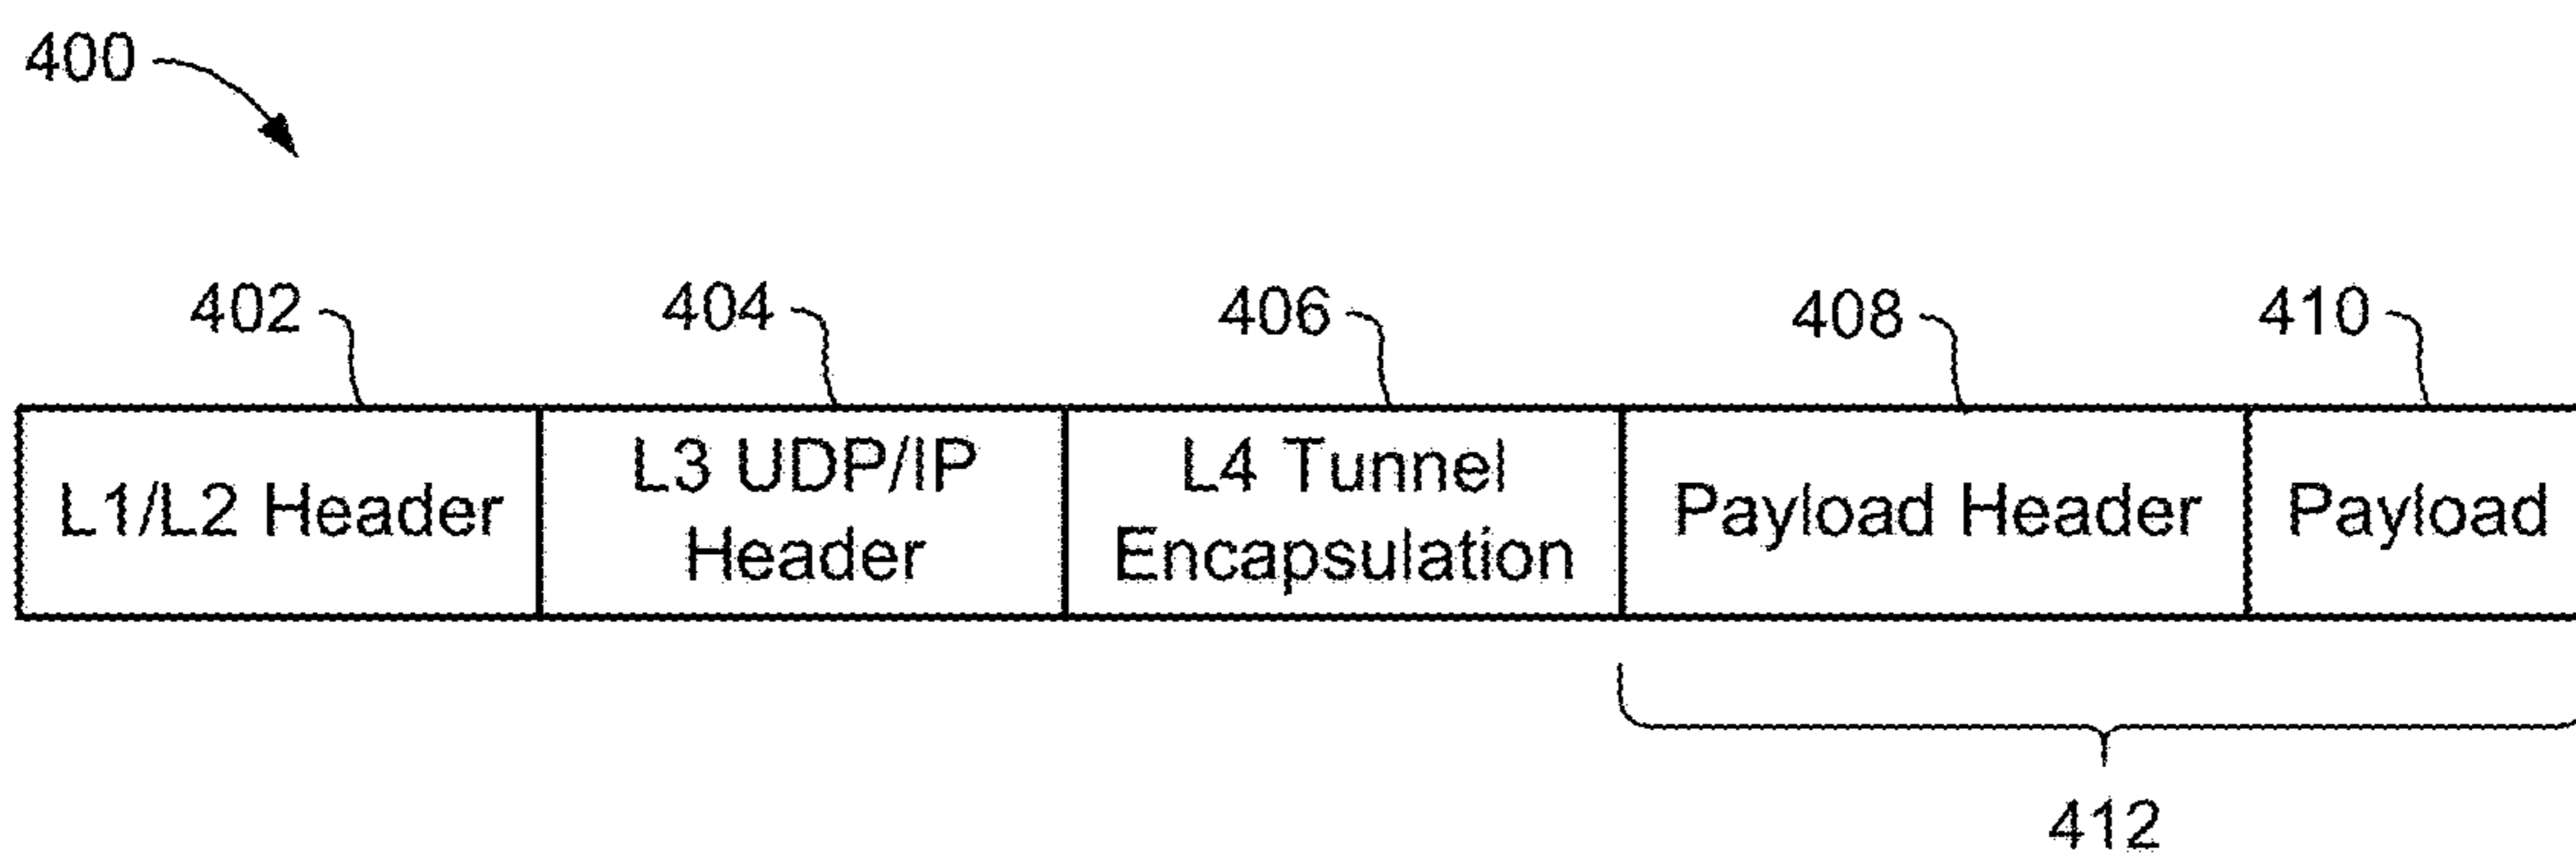 400
402
404
406
408
410
L1/L2 Header
L3 UDP/IP
Header
L4 Tunnel
Encapsulation
Payload Header
Payload
412